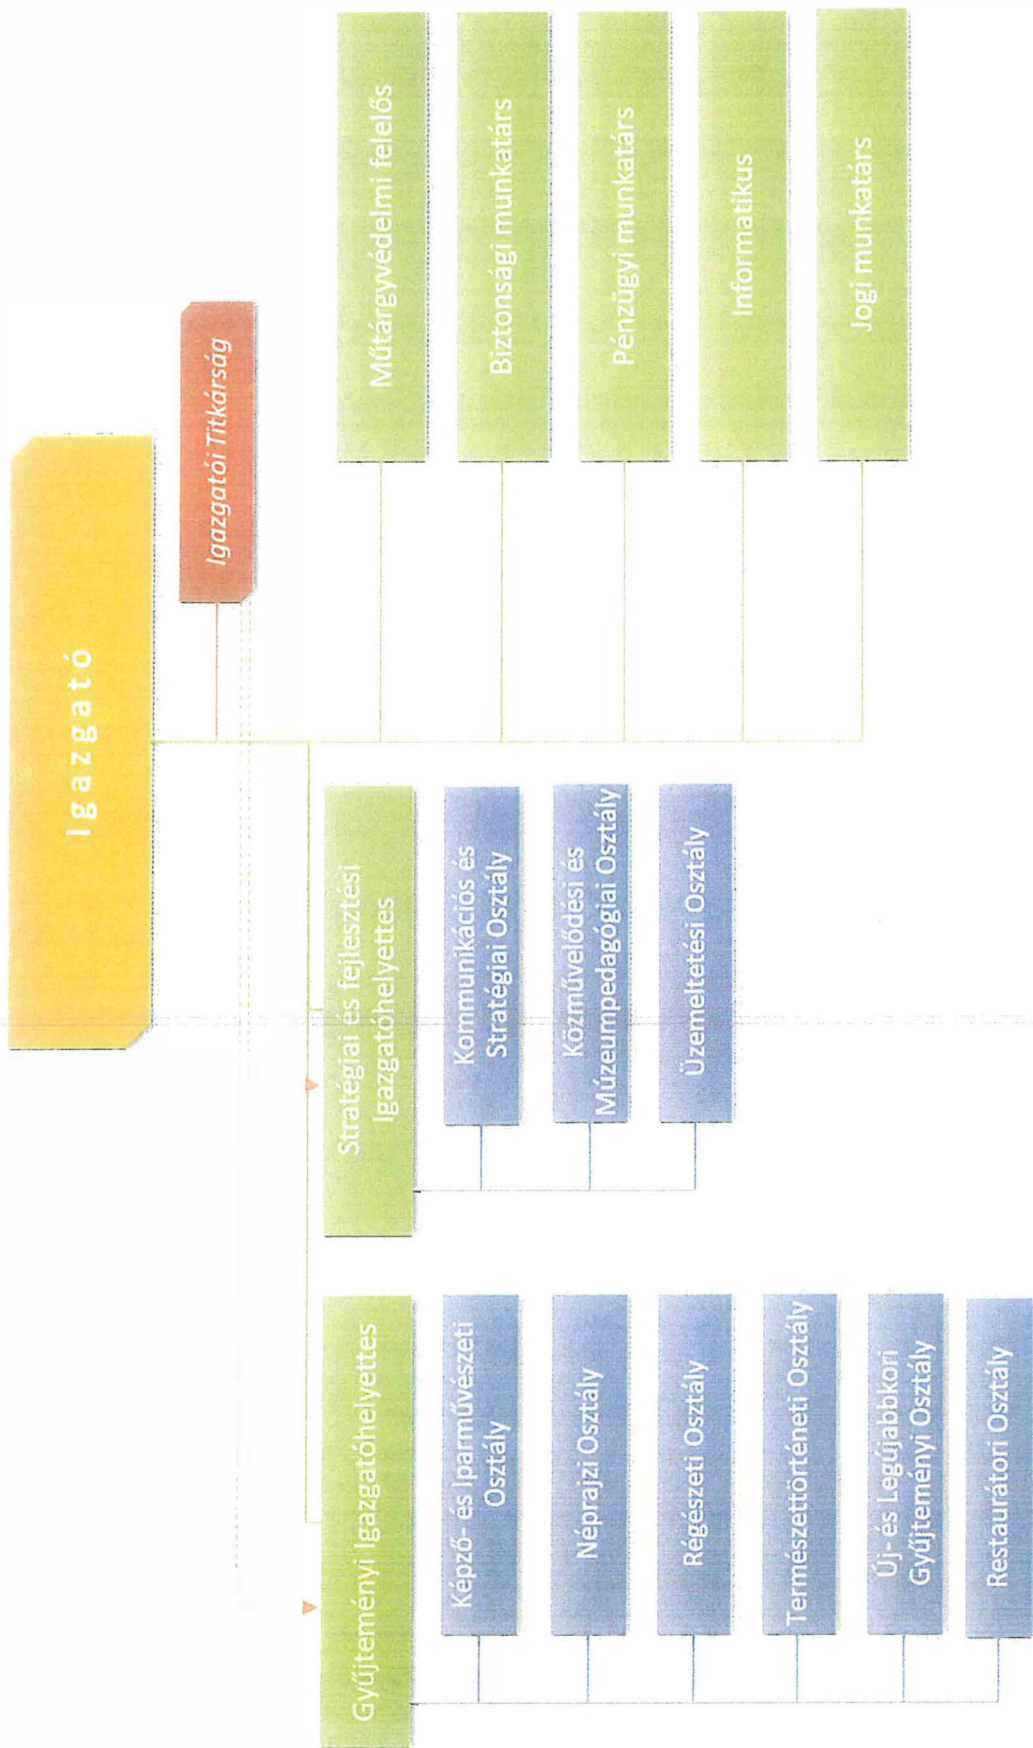 Igazgató
Igazgatói Titkárság
Gyűjteményi Igazgatóhelyettes
Képző- és Iparművészeti
Osztály
Néprajzi Osztály
Régészeti Osztály
Természettörténeti Osztály
Új- és Legújabbkori
Gyűjteményi Osztály
Restaurátori Osztály
Stratégiai és fejlesztési
Igazgatóhelyettes
Kommunikációs és
Stratégiai Osztály
Közművelődési és
Múzeumpedagógiai Osztály
Üzemeltetési Osztály
Műtárgyvédelmi felelős
Biztonsági munkatárs
Pénzügyi munkatárs
Informatikus
Jogi munkatárs